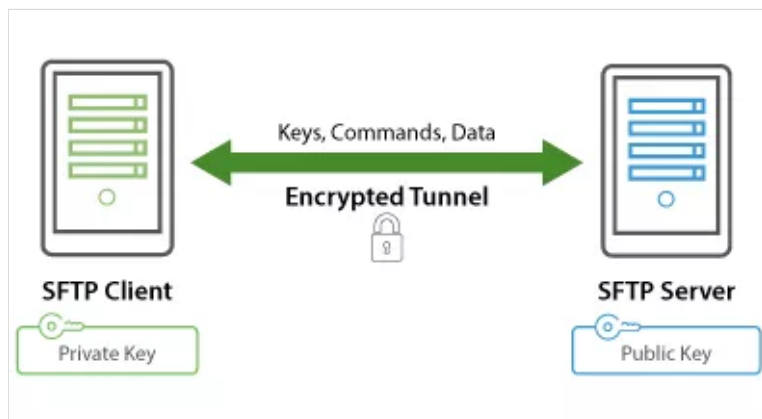 Keys, Commands, Data
Encrypted Tunnel
SFTP Client
SFTP Server
Private Key
Public Key